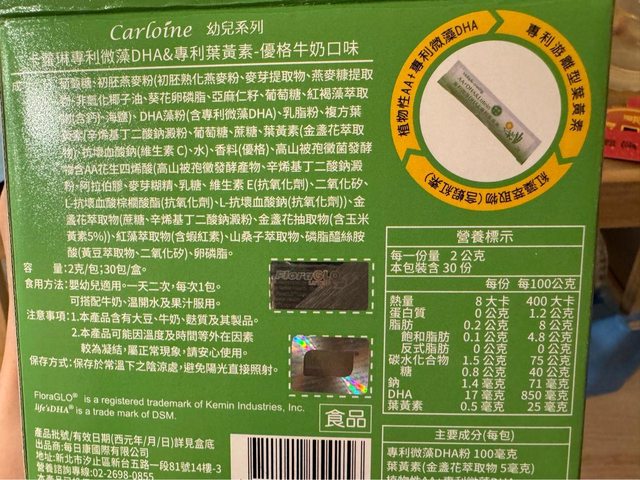 Carloine 幼兒系列
卡蘿琳專利微藻DHA&專利葉黃素-優格牛奶口味
葡萄糖、初胚燕麥粉(初胚熟化燕麥粉、麥芽提取物、燕麥糠提取
物、非氫化椰子油、葵花卵磷脂、亞麻仁籽、葡萄糖、紅褐藻萃取
物(含鈣)、海鹽)、DHA藻粉(含專利微藻DHA)、乳脂粉、複方葉
黃素(辛烯基丁二酸鈉澱粉、葡萄糖、蔗糖、葉黃素(金盞花萃取
物)、抗壞血酸鈉(維生素C)、水)、香料(優格)、高山被孢黴菌發酵
物含AA花生四烯酸(高山被孢黴發酵產物、辛烯基丁二酸鈉澱
粉、阿拉伯膠、麥芽糊精、乳糖、維生素E(抗氧化劑)、二氧化矽、
L-抗壞血酸棕櫚酸酯(抗氧化劑)、L-抗壞血酸鈉(抗氧化劑))、金
盞花萃取物(蔗糖、辛烯基丁二酸鈉澱粉、金盞花抽取物(含玉米
黃素5%))、紅藻萃取物(含蝦紅素)、山桑子萃取物、磷脂醯絲胺
酸(黃豆萃取物、二氧化矽)、卵磷脂。
容 量:2克/包;30包/盒。
食用方法:嬰幼兒適用。一天二次、每次1包。
可搭配牛奶、溫開水及果汁服用。
注意事項:1.本產品含有大豆、牛奶、麩質及其製品。
2.本產品可能因溫度及時間等外在因素
較為凝結，屬正常現象，請安心使用。
保存方式:保存於常溫下之陰涼處，避免陽光直接照射。
FloraGLO
FloraGLO® is a registered trademark of Kemin Industries, Inc.
life'sDHA® is a trade mark of DSM.
食品
產品批號/有效日期(西元年/月/日)詳見盒底
出品商:每日康國際有限公司
地址:新北市汐止區新台五路一段81號14樓-3
營養諮詢專線:02-2698-0855
植物性AA+專利微藻DHA
專利游離型葉黃素
紅藻萃取物(含蝦紅素)
營養標示
每一份量 2 公克
本包裝含 30 份
每份 每100公克
熱量 8 大卡 400 大卡
蛋白質 0 公克 1.2 公克
脂肪 0.2 公克 8 公克
飽和脂肪 0.1 公克 4.8 公克
反式脂肪 0 公克 0 公克
碳水化合物 1.5 公克 75 公克
糖 0.8 公克 40 公克
鈉 1.4 毫克 71 毫克
DHA 17 毫克 850 毫克
葉黃素 0.5 毫克 25 毫克
主要成分(每包)
專利微藻DHA粉 100毫克
葉黃素(金盞花萃取物 5毫克)